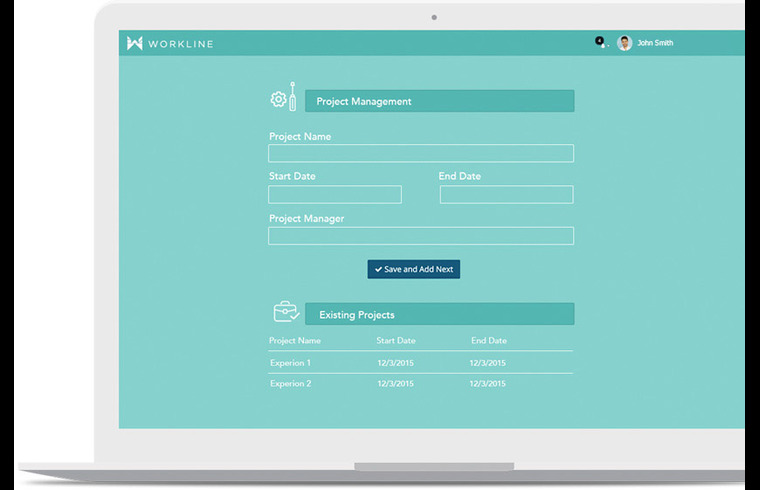 WORKLINE
4
John Smith
Project Management
Project Name
Start Date End Date
Project Manager
Save and Add Next
Existing Projects
Project Name Start Date End Date
Experion 1 12/3/2015 12/3/2015
Experion 2 12/3/2015 12/3/2015